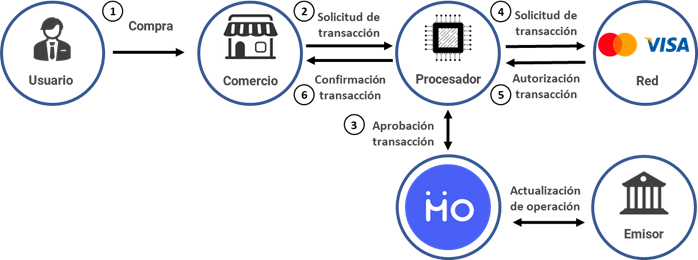 1
Compra
Usuario
2
Solicitud de
transacción
Comercio
6
Confirmación
transacción
Procesador
4
Solicitud de
transacción
5
Autorización
transacción
VISA
Red
3
Aprobación
transacción
Mo
Actualización
de operación
Emisor